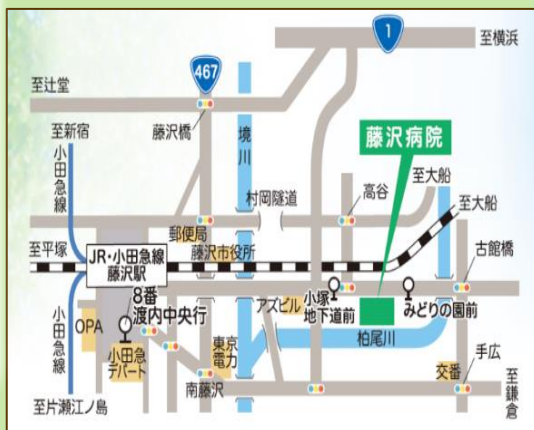 1
至横浜
467
至辻堂
藤沢橋
境川
藤沢病院
至新宿
小田急線
至大船
村岡隧道
高谷
至大船
郵便局
藤沢市役所
古館橋
至平塚
JR・小田急線
藤沢駅
8番
渡内中央行
アズビル
小塚
地下道前
みどりの園前
OPA
小田急
デパート
東京
電力
柏尾川
手広
交番
小田急線
南藤沢
至鎌倉
至片瀬江ノ島